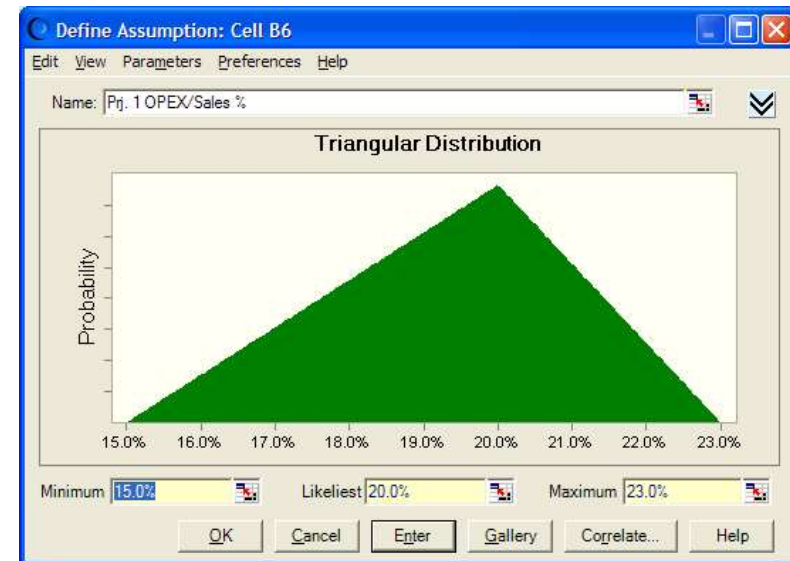 Define Assumption: Cell B6
Edit View Parameters Preferences Help
Name: Prj. 1 OPEX/Sales %
Triangular Distribution
Probability
15.0% 16.0% 17.0% 18.0% 19.0% 20.0% 21.0% 22.0% 23.0%
Minimum 15.0% Likeliest 20.0% Maximum 23.0%
OK Cancel Enter Gallery Correlate... Help